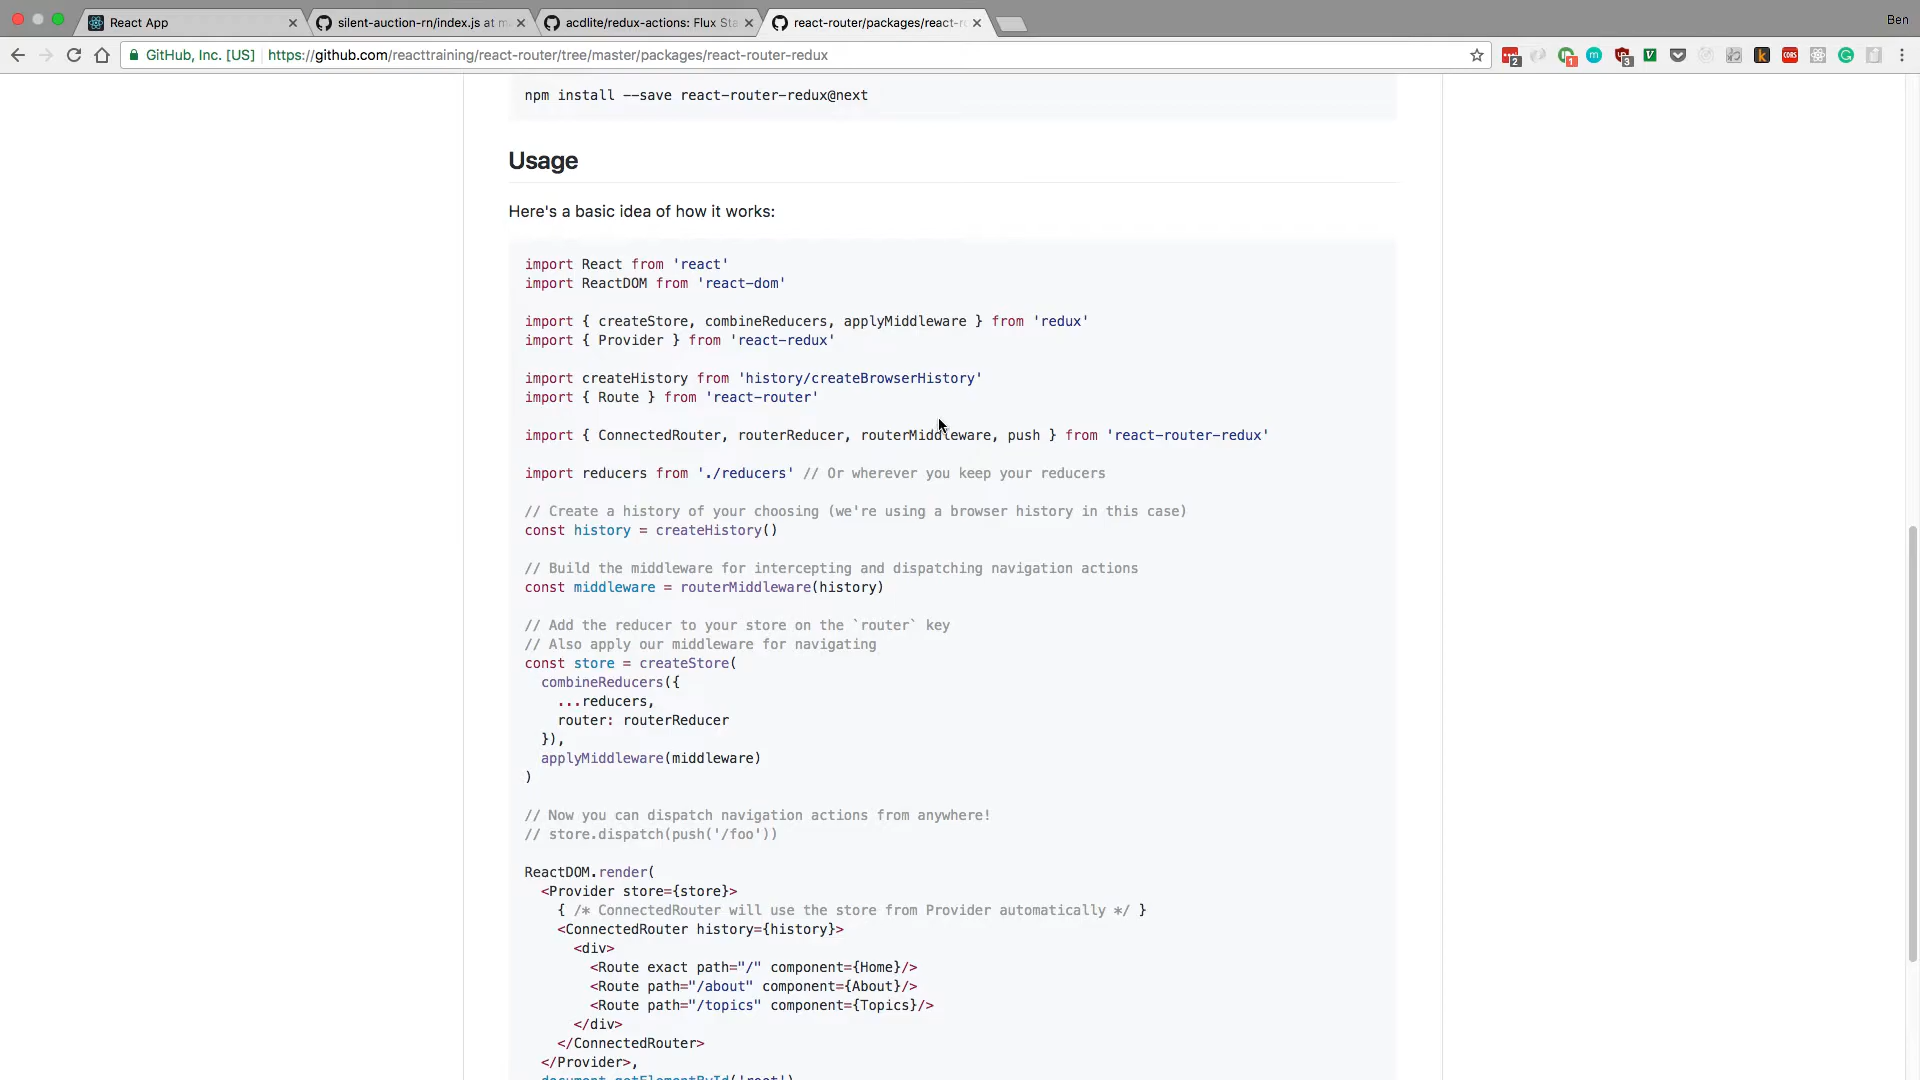 React App
silent-auction-rn/index.js at m
acdlite/redux-actions: Flux Sta
react-router/packages/react-r
Ben
GitHub, Inc. [US]
https://github.com/reacttraining/react-router/tree/master/packages/react-router-redux
npm install --save react-router-redux@next
Usage
Here's a basic idea of how it works:
import React from 'react'
import ReactDOM from 'react-dom'
import { createStore, combineReducers, applyMiddleware } from 'redux'
import { Provider } from 'react-redux'
import createHistory from 'history/createBrowserHistory'
import { Route } from 'react-router'
import { ConnectedRouter, routerReducer, routerMiddleware, push } from 'react-router-redux'
import reducers from './reducers' // Or wherever you keep your reducers
// Create a history of your choosing (we're using a browser history in this case)
const history = createHistory()
// Build the middleware for intercepting and dispatching navigation actions
const middleware = routerMiddleware(history)
// Add the reducer to your store on the `router` key
// Also apply our middleware for navigating
const store = createStore(
combineReducers({
...reducers,
router: routerReducer
}),
applyMiddleware(middleware)
)
// Now you can dispatch navigation actions from anywhere!
// store.dispatch(push('/foo'))
ReactDOM.render(
<Provider store={store}>
{ /* ConnectedRouter will use the store from Provider automatically */ }
<ConnectedRouter history={history}>
<div>
<Route exact path="/" component={Home}/>
<Route path="/about" component={About}/>
<Route path="/topics" component={Topics}/>
</div>
</ConnectedRouter>
</Provider>,
document.getElementById('root')